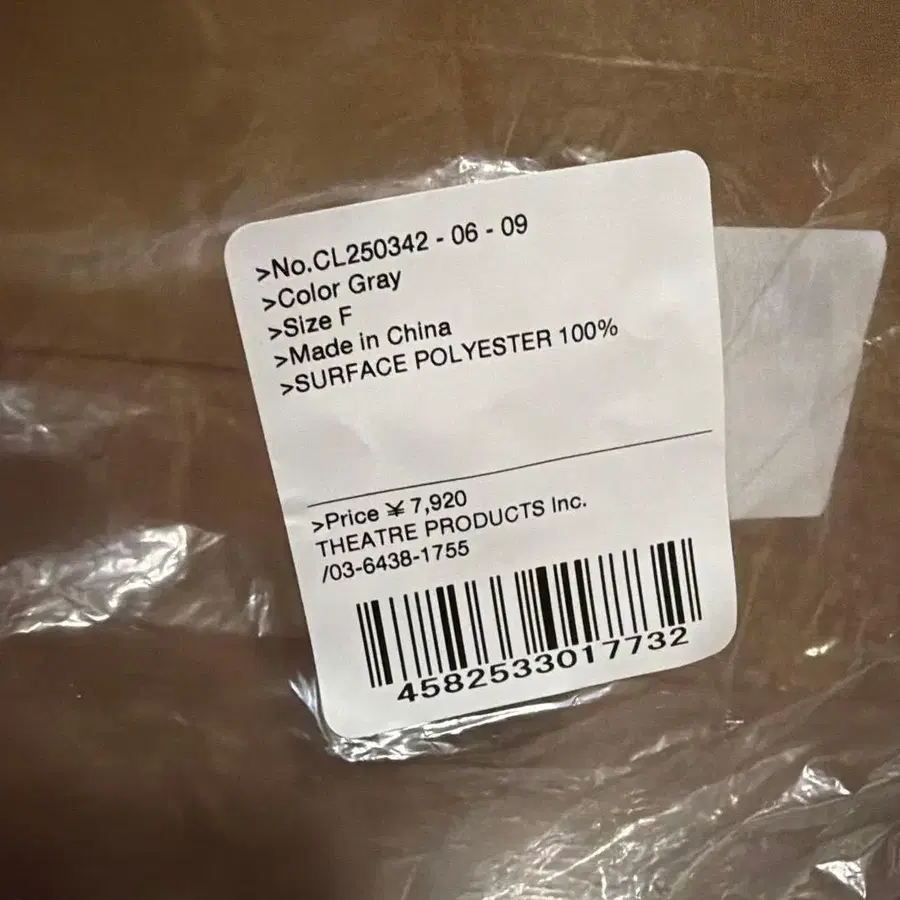 >No.CL250342 - 06 - 09
>Color Gray
>Size F
>Made in China
>SURFACE POLYESTER 100%
>Price ¥ 7,920
THEATRE PRODUCTS Inc.
/03-6438-1755
4582533017732